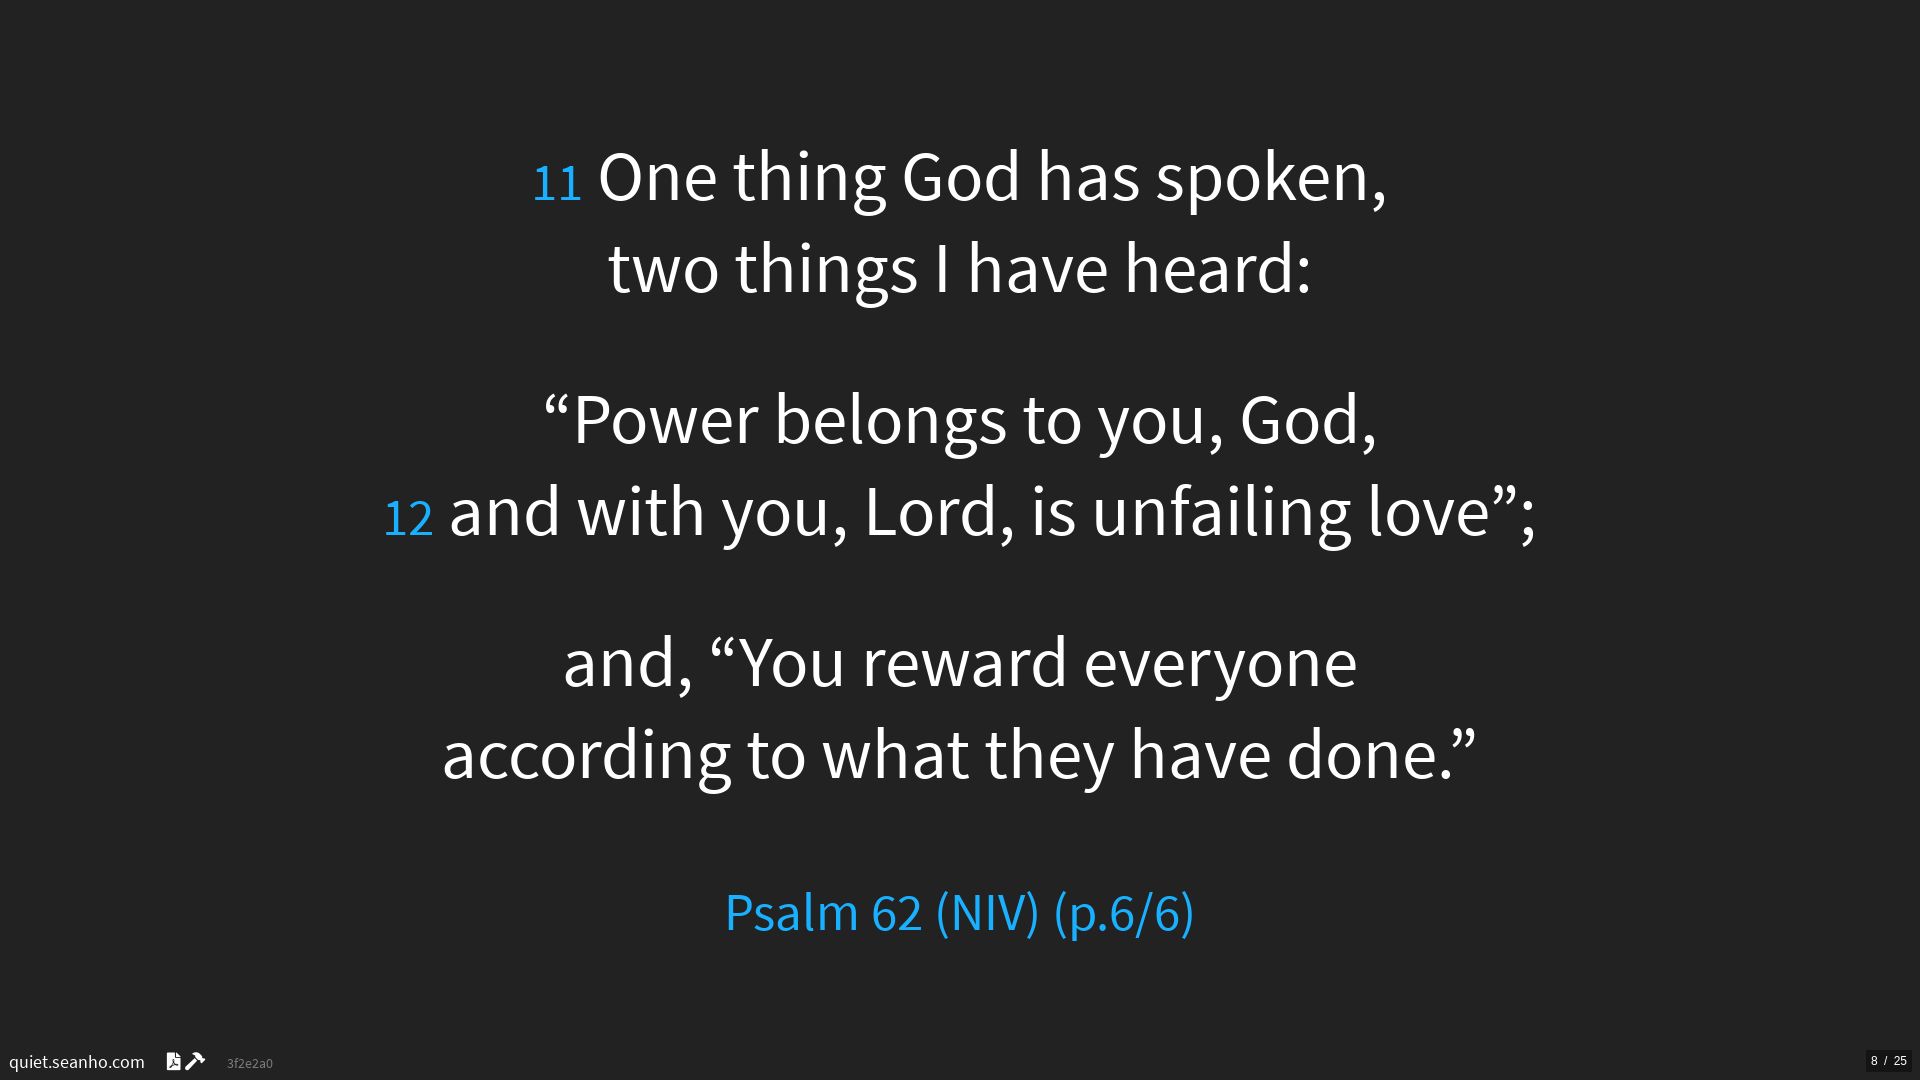 11 One thing God has spoken,
two things I have heard:
“Power belongs to you, God,
12 and with you, Lord, is unfailing love”;
and, “You reward everyone
according to what they have done.”
Psalm 62 (NIV) (p.6/6)
quiet.seanho.com 3f2e2a0
8 / 25